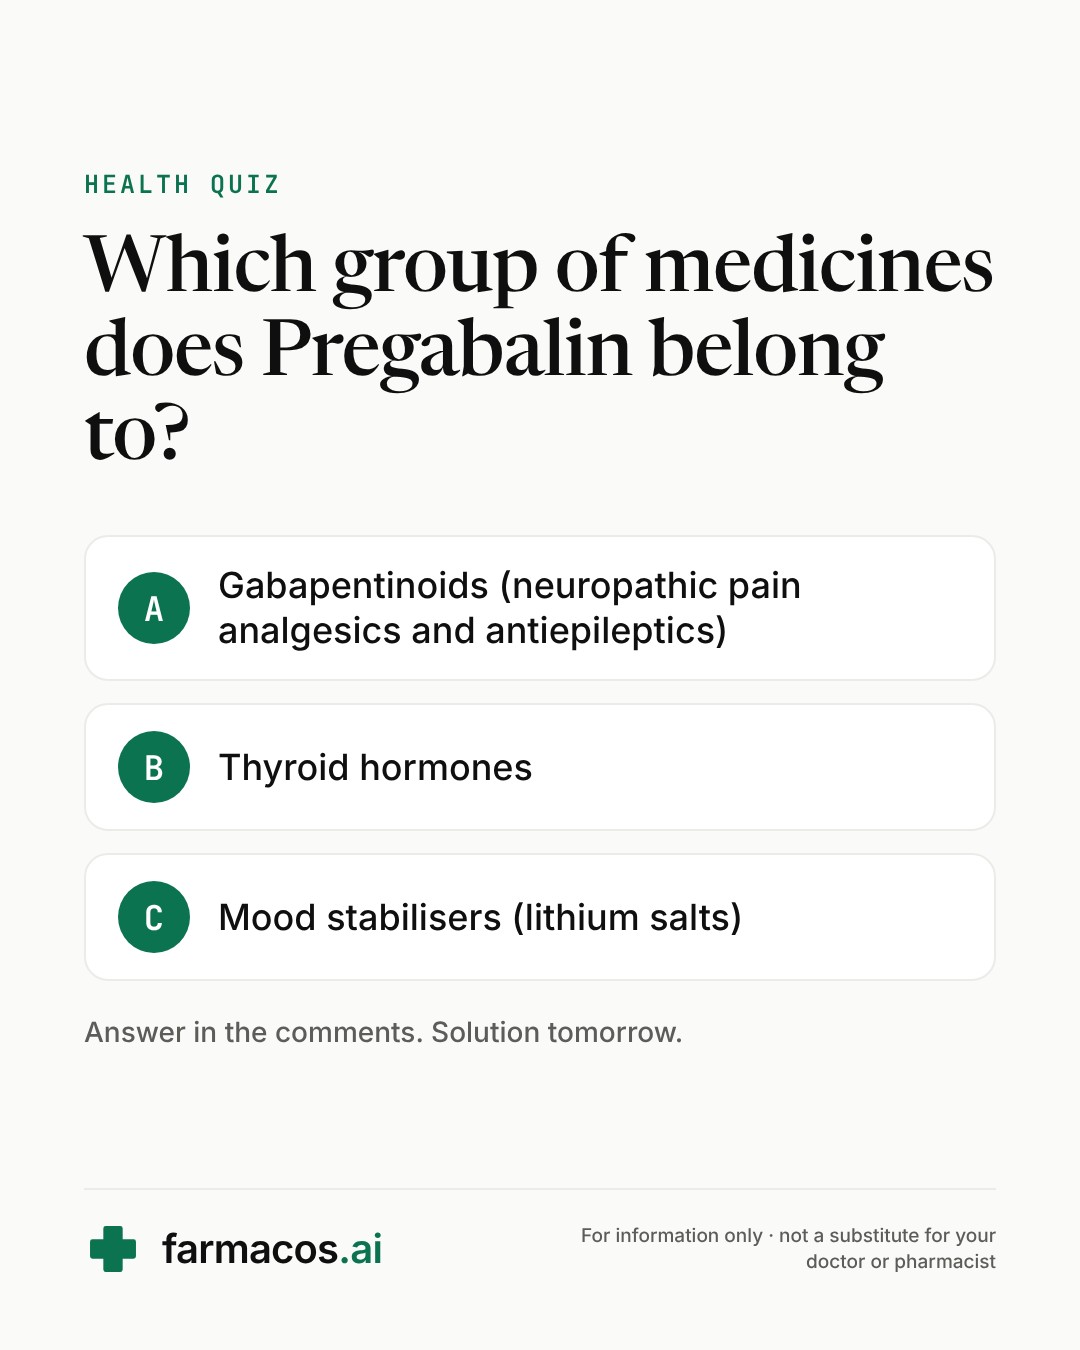 HEALTH QUIZ
Which group of medicines
does Pregabalin belong
to?
A
Gabapentinoids (neuropathic pain
analgesics and antiepileptics)
B
Thyroid hormones
C
Mood stabilisers (lithium salts)
Answer in the comments. Solution tomorrow.
farmacos.ai
For information only · not a substitute for your
doctor or pharmacist